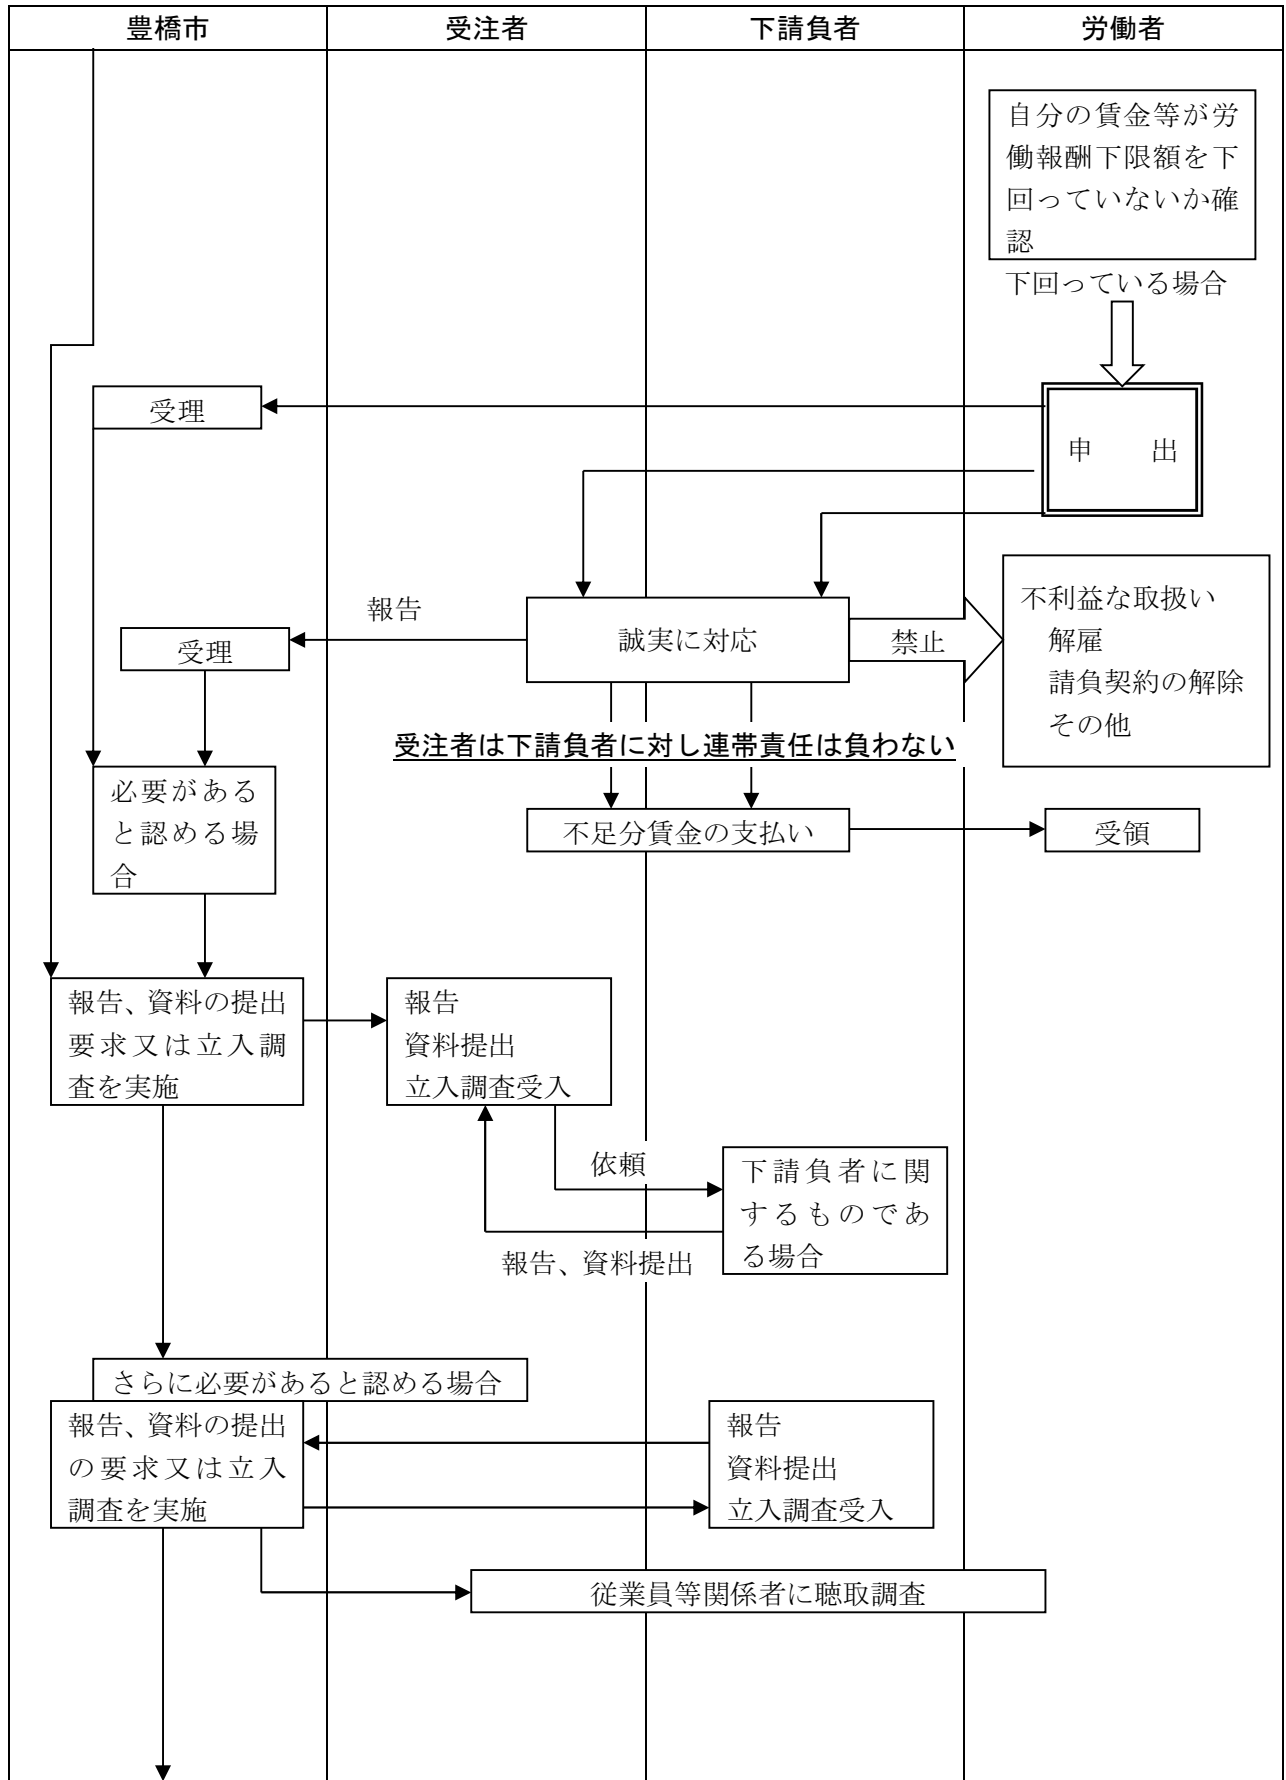 豊橋市
受注者
下請負者
労働者
自分の賃金等が労
働報酬下限額を下
回っていないか確
認
下回っている場合
受理
申　　出
報告
受理
誠実に対応
禁止
不利益な取扱い
解雇
請負契約の解除
その他
受注者は下請負者に対し連帯責任は負わない
必要がある
と認める場
合
不足分賃金の支払い
受領
報告、資料の提出
要求又は立入調
査を実施
報告
資料提出
立入調査受入
依頼
下請負者に関
するものであ
る場合
報告、資料提出
さらに必要があると認める場合
報告、資料の提出
の要求又は立入
調査を実施
報告
資料提出
立入調査受入
従業員等関係者に聴取調査